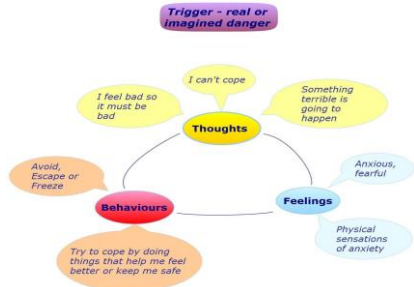 Trigger – real or
imagined danger
I can't cope
I feel bad so
it must be
bad
Something
terrible is
going to
happen
Thoughts
Avoid,
Escape or
Freeze
Anxious,
fearful
Behaviours
Feelings
Try to cope by doing
things that help me feel
better or keep me safe
Physical
sensations
of anxiety